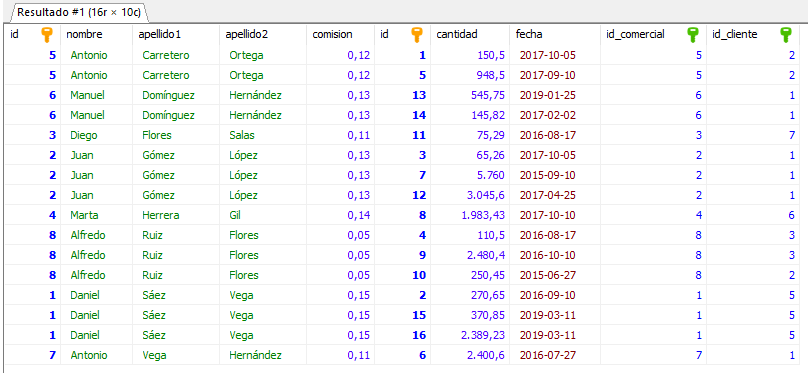 Resultado #1 (16r × 10c)
id nombre apellido1 apellido2 comision id cantidad fecha id_comercial id_cliente
5 Antonio Carretero Ortega 0,12 1 150,5 2017-10-05 5 2
5 Antonio Carretero Ortega 0,12 5 948,5 2017-09-10 5 2
6 Manuel Domínguez Hernández 0,13 13 545,75 2019-01-25 6 1
6 Manuel Domínguez Hernández 0,13 14 145,82 2017-02-02 6 1
3 Diego Flores Salas 0,11 11 75,29 2016-08-17 3 7
2 Juan Gómez López 0,13 3 65,26 2017-10-05 2 1
2 Juan Gómez López 0,13 7 5.760 2015-09-10 2 1
2 Juan Gómez López 0,13 12 3.045,6 2017-04-25 2 1
4 Marta Herrera Gil 0,14 8 1.983,43 2017-10-10 4 6
8 Alfredo Ruiz Flores 0,05 4 110,5 2016-08-17 8 3
8 Alfredo Ruiz Flores 0,05 9 2.480,4 2016-10-10 8 3
8 Alfredo Ruiz Flores 0,05 10 250,45 2015-06-27 8 2
1 Daniel Sáez Vega 0,15 2 270,65 2016-09-10 1 5
1 Daniel Sáez Vega 0,15 15 370,85 2019-03-11 1 5
1 Daniel Sáez Vega 0,15 16 2.389,23 2019-03-11 1 5
7 Antonio Vega Hernández 0,11 6 2.400,6 2016-07-27 7 1